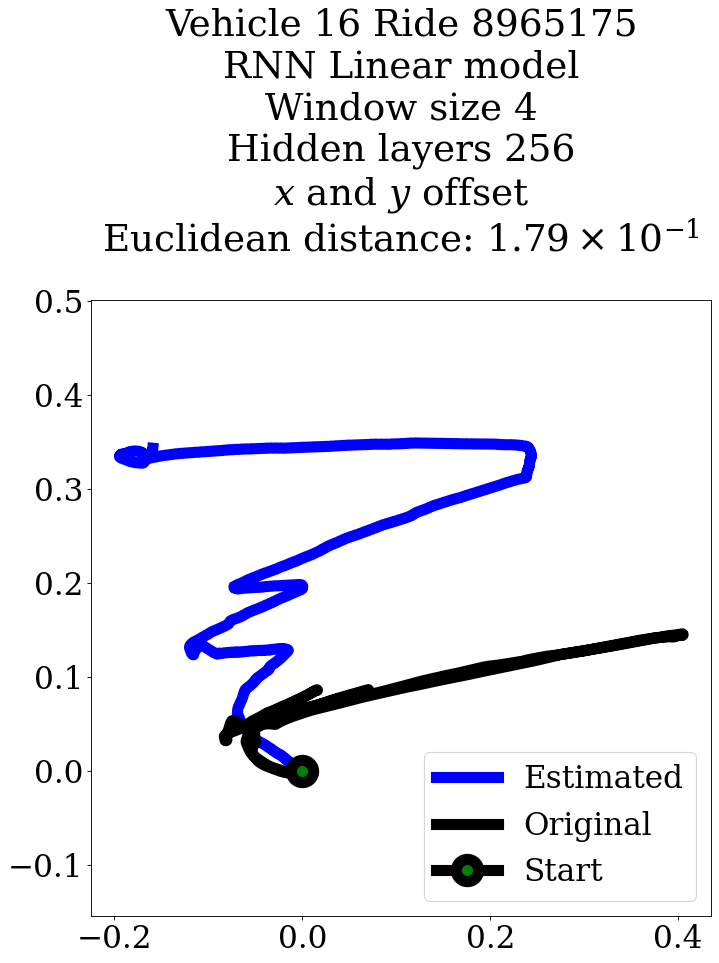 Vehicle 16 Ride 8965175
RNN Linear model
Window size 4
Hidden layers 256
x and y offset
Euclidean distance: 1.79 × 10⁻¹
0.5
0.4
0.3
0.2
0.1
0.0
−0.1
Estimated
Original
Start
−0.2
0.0
0.2
0.4